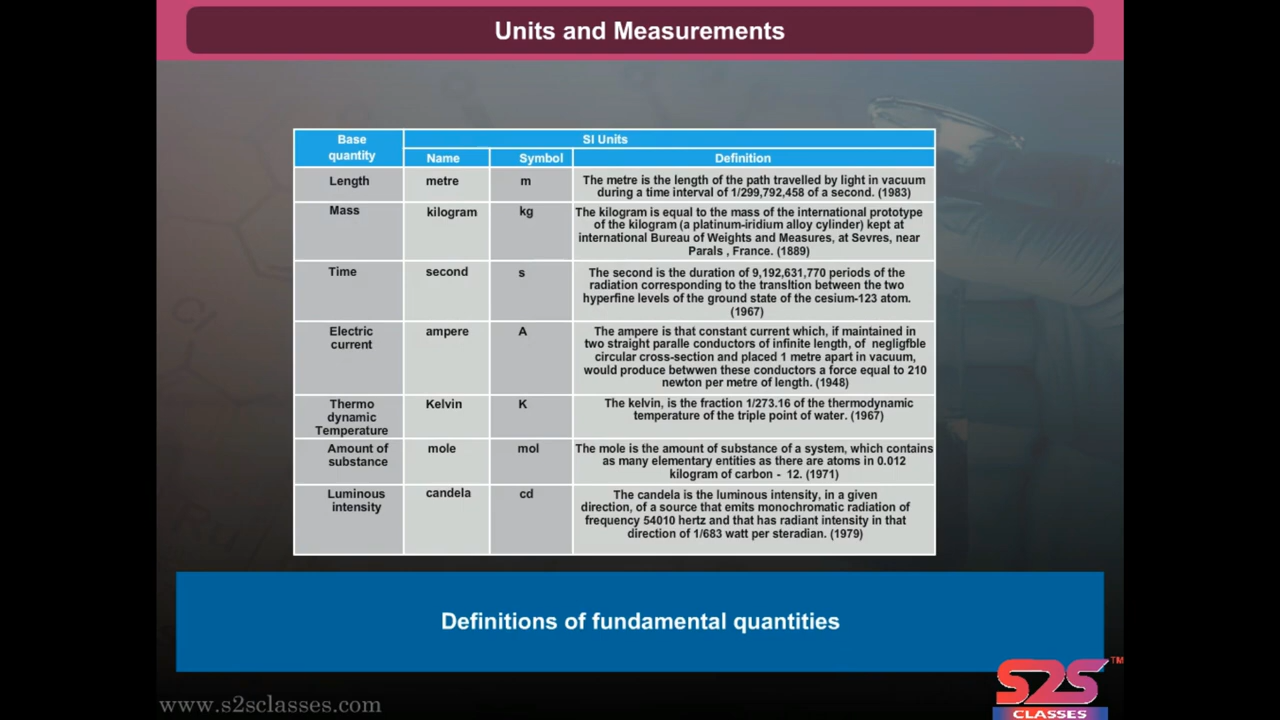 Units and Measurements
Base
quantity
SI Units
Name
Symbol
Definition
Length
metre
m
The metre is the length of the path travelled by light in vacuum
during a time interval of 1/299,792,458 of a second. (1983)
Mass
kilogram
kg
The kilogram is equal to the mass of the international prototype
of the kilogram (a platinum-iridium alloy cylinder) kept at
international Bureau of Weights and Measures, at Sevres, near
Parals , France. (1889)
Time
second
s
The second is the duration of 9,192,631,770 periods of the
radiation corresponding to the transltion between the two
hyperfine levels of the ground state of the cesium-123 atom.
(1967)
Electric
current
ampere
A
The ampere is that constant current which, if maintained in
two straight paralle conductors of infinite length, of negligfble
circular cross-section and placed 1 metre apart in vacuum,
would produce betwwen these conductors a force equal to 210
newton per metre of length. (1948)
Thermo
dynamic
Temperature
Kelvin
K
The kelvin, is the fraction 1/273.16 of the thermodynamic
temperature of the triple point of water. (1967)
Amount of
substance
mole
mol
The mole is the amount of substance of a system, which contains
as many elementary entities as there are atoms in 0.012
kilogram of carbon - 12. (1971)
Luminous
intensity
candela
cd
The candela is the luminous intensity, in a given
direction, of a source that emits monochromatic radiation of
frequency 54010 hertz and that has radiant intensity in that
direction of 1/683 watt per steradian. (1979)
Definitions of fundamental quantities
www.s2sclasses.com
S2S
TM
CLASSES